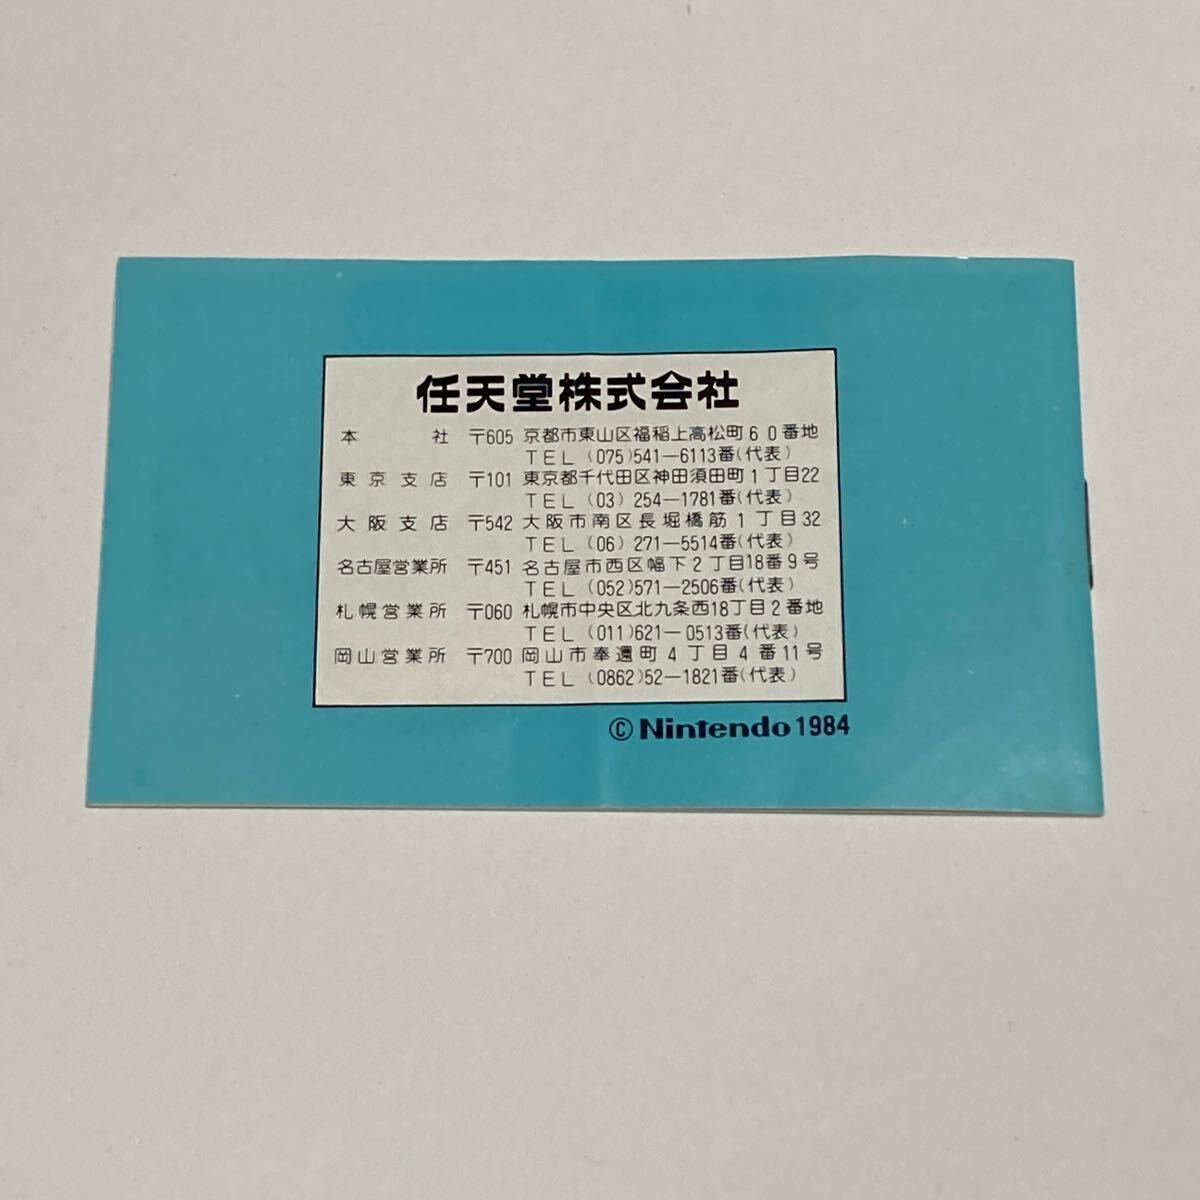 任天堂株式会社
本社 〒605 京都市東山区福稲上高松町60番地
TEL (075)541-6113番(代表)
東京支店 〒101 東京都千代田区神田須田町1丁目22
TEL (03) 254-1781番(代表)
大阪支店 〒542 大阪市南区長堀橋筋1丁目32
TEL (06) 271-5514番(代表)
名古屋営業所 〒451 名古屋市西区幅下2丁目18番9号
TEL (052)571-2506番(代表)
札幌営業所 〒060 札幌市中央区北九条西18丁目2番地
TEL (011)621-0513番(代表)
岡山営業所 〒700 岡山市奉還町4丁目4番11号
TEL (0862)52-1821番(代表)
©Nintendo 1984